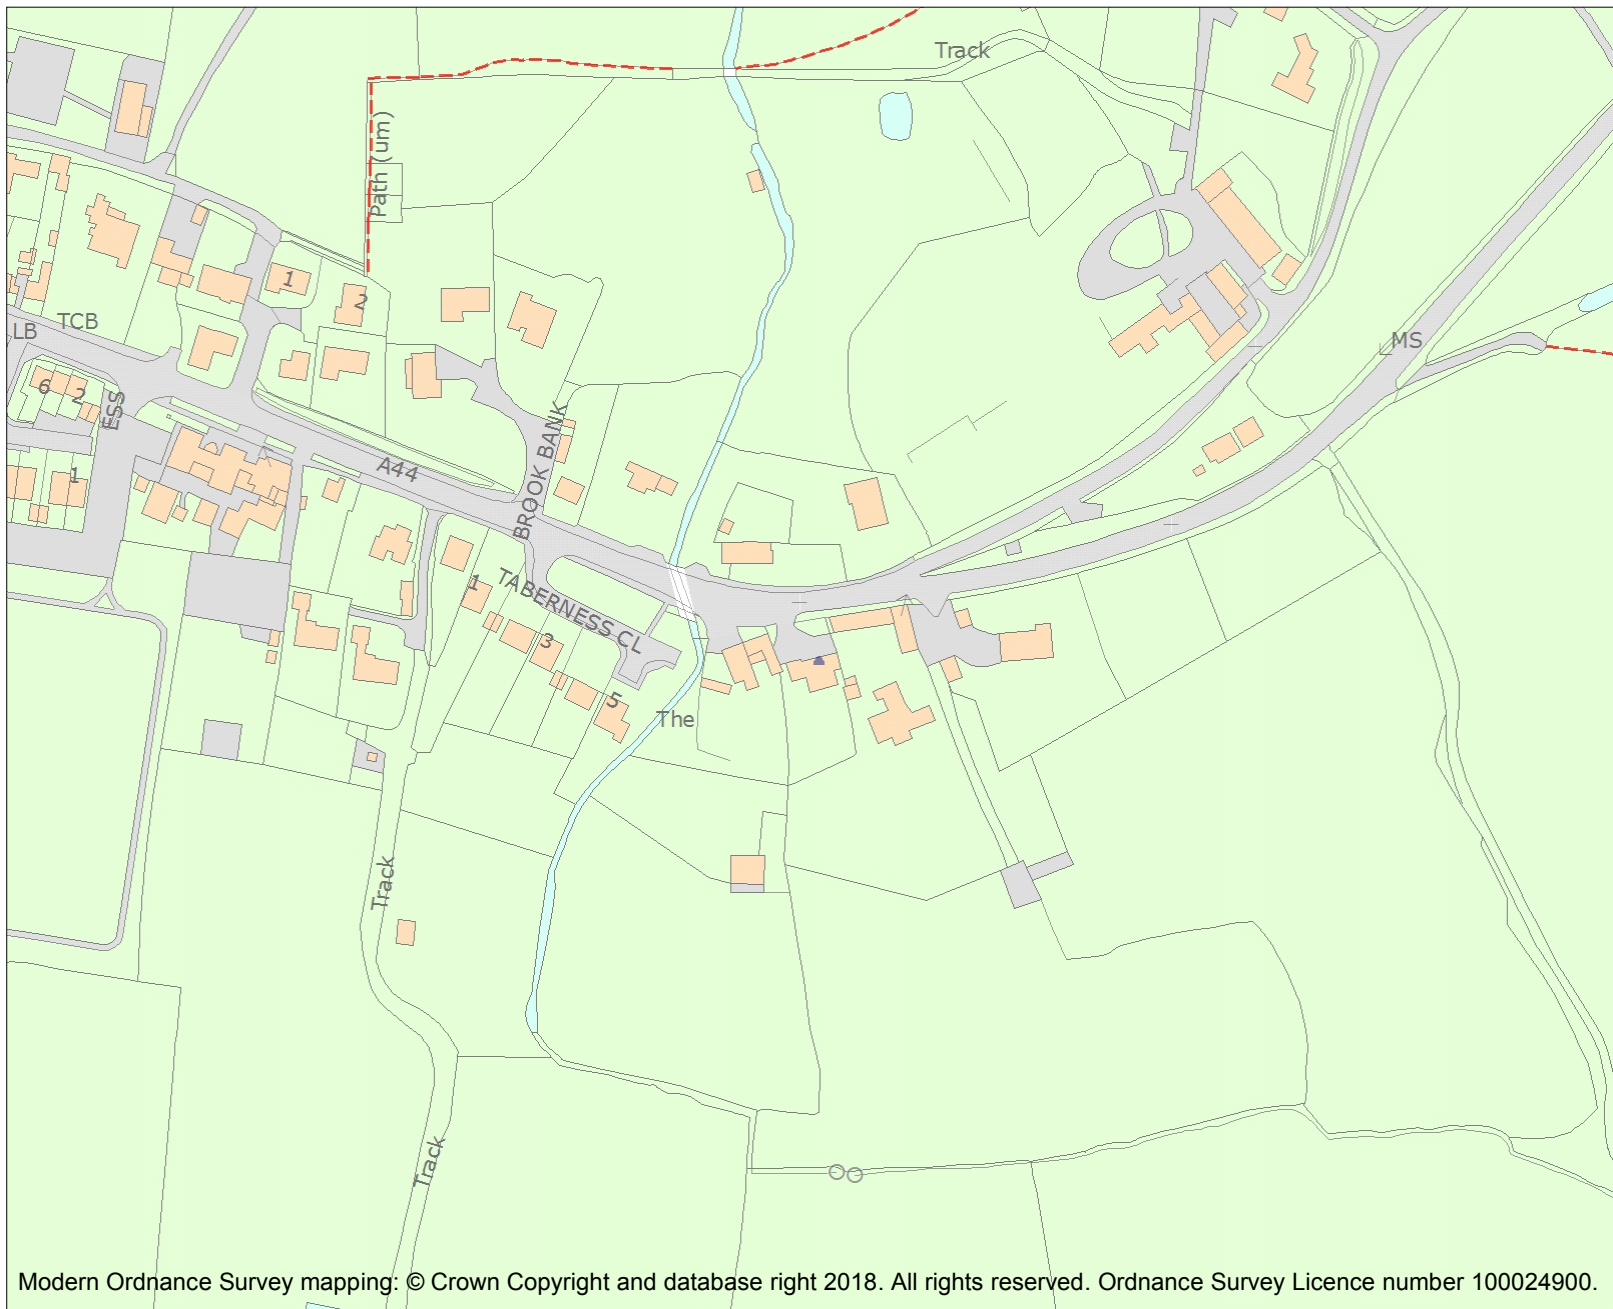 Track
Path (um)
1
2
TCB
LB
MS
6
2
ESS
1
A44
BROOK BANK
1
TABERNESS CL
3
5
The
Track
Track
Modern Ordnance Survey mapping: © Crown Copyright and database right 2018. All rights reserved. Ordnance Survey Licence number 100024900.